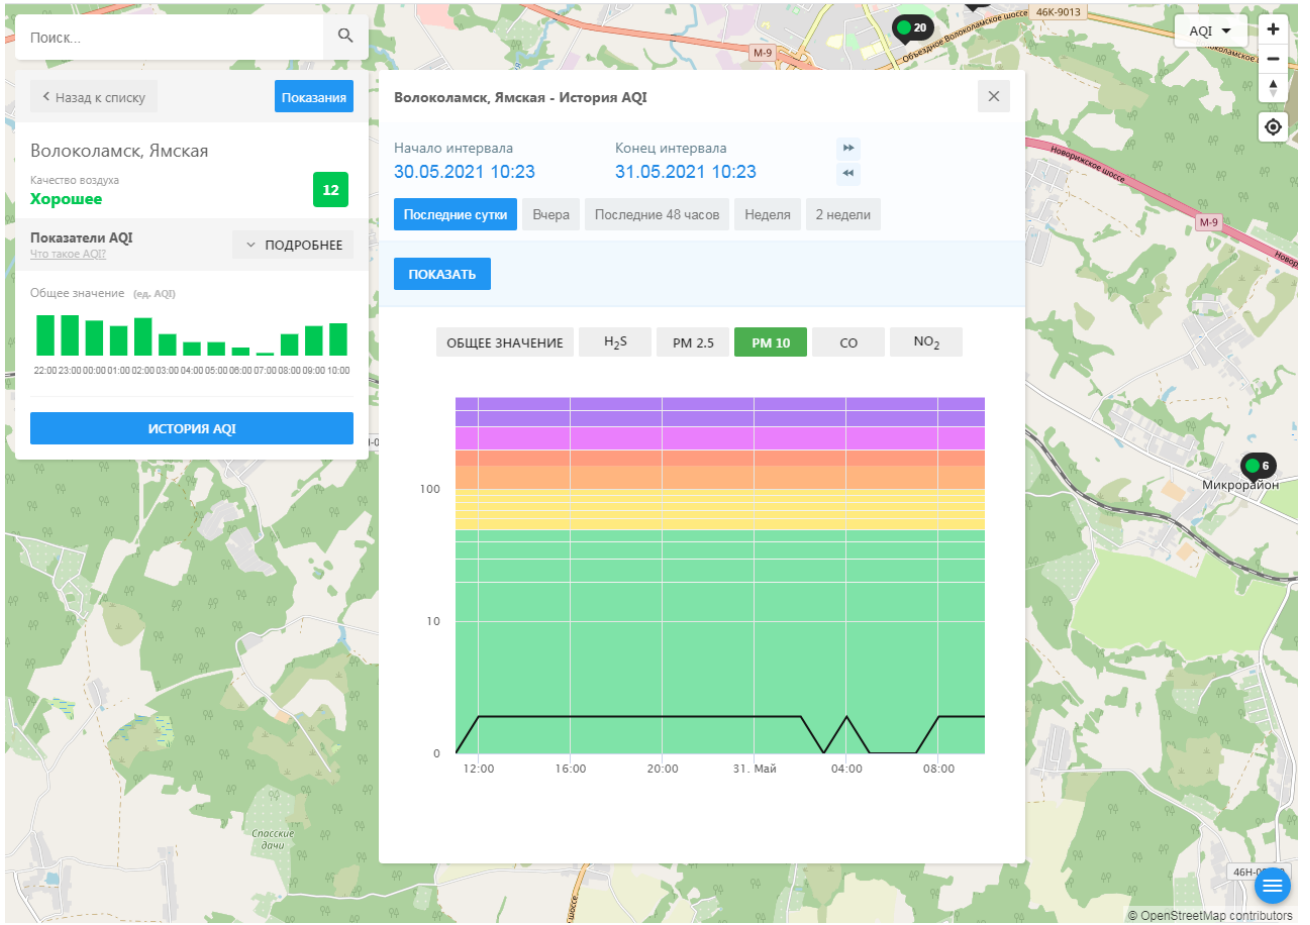 Поиск...
Назад к списку
Показания
Волоколамск, Ямская
Качество воздуха
Хорошее
12
Показатели AQI
Что такое AQI?
ПОДРОБНЕЕ
Общее значение (ед. AQI)
22:00 23:00 00:00 01:00 02:00 03:00 04:00 05:00 06:00 07:00 08:00 09:00 10:00
ИСТОРИЯ AQI
Волоколамск, Ямская - История AQI
Начало интервала
Конец интервала
30.05.2021 10:23
31.05.2021 10:23
Последние сутки
Вчера
Последние 48 часов
Неделя
2 недели
ПОКАЗАТЬ
ОБЩЕЕ ЗНАЧЕНИЕ
H2S
PM 2.5
PM 10
CO
NO2
100
10
0
12:00
16:00
20:00
31. Май
04:00
08:00
M-9
20
Объездное Волоколамское шоссе
46К-9013
AQI
Новорижское шоссе
M-9
6
Микрорайон
Спасские
дачи
© OpenStreetMap contributors